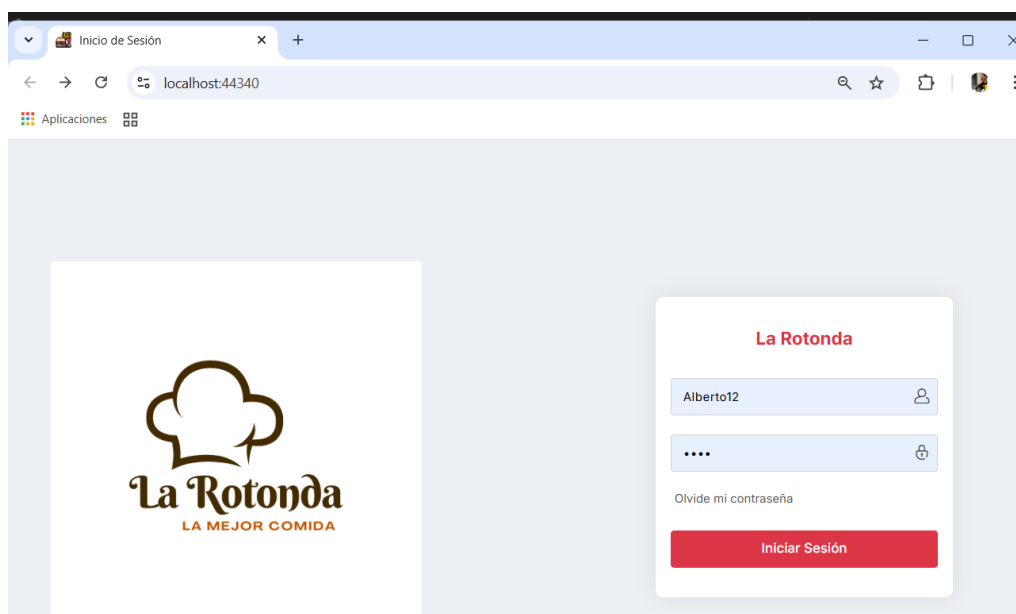 Inicio de Sesión
localhost:44340
Aplicaciones
La Rotonda
LA MEJOR COMIDA
La Rotonda
Alberto12
••••
Olvide mi contraseña
Iniciar Sesión